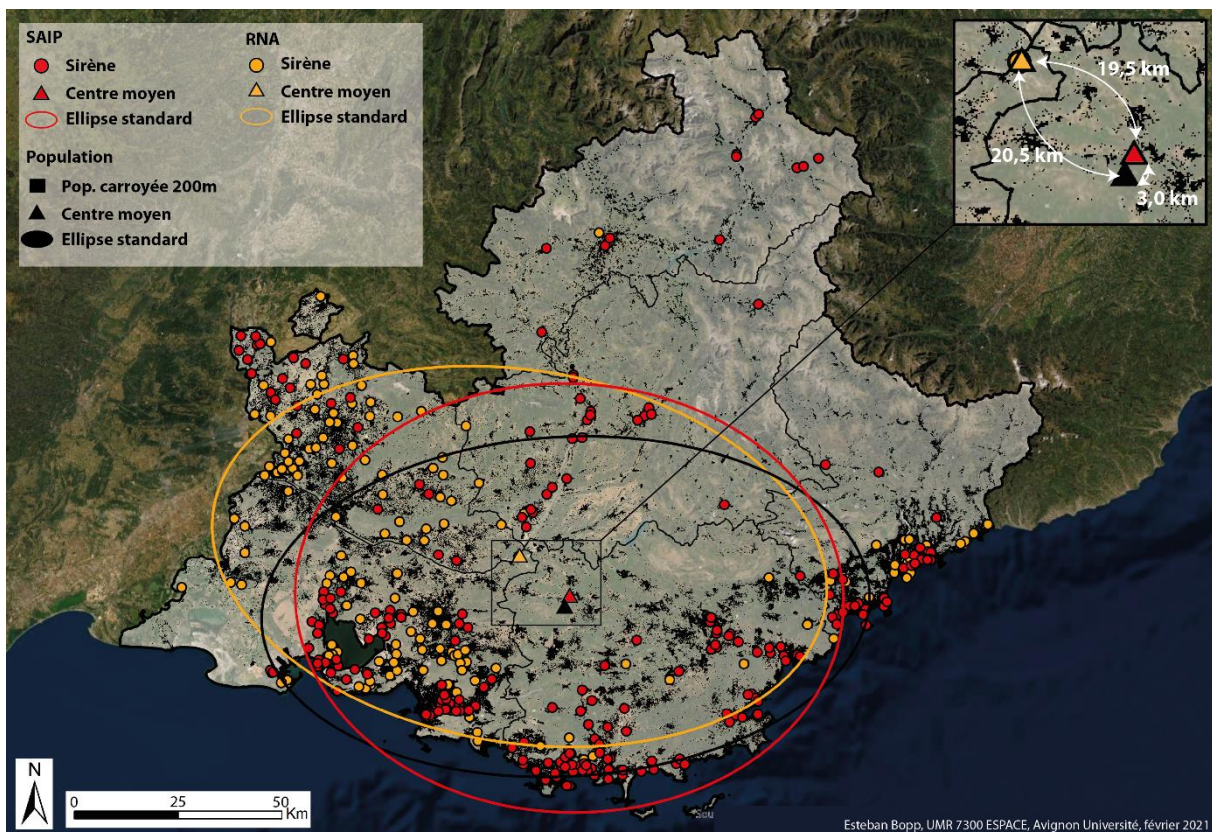 SAIP
Sirène
Centre moyen
Ellipse standard
RNA
Sirène
Centre moyen
Ellipse standard
Population
Pop. carroyée 200m
Centre moyen
Ellipse standard
19,5 km
20,5 km
3,0 km
N
0 25 50
Km
Esteban Bopp, UMR 7300 ESPACE, Avignon Université, février 2021